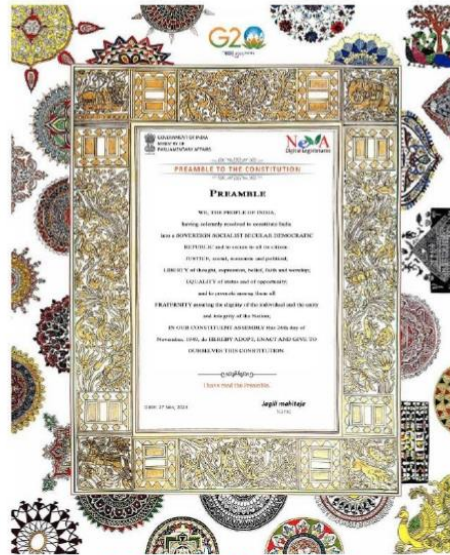 G20
GOVERNMENT OF INDIA
MINISTRY OF
PARLIAMENTARY AFFAIRS
NeVA
PREAMBLE TO THE CONSTITUTION
PREAMBLE
WE, THE PEOPLE OF INDIA,
having solemnly resolved to constitute India
into a SOVEREIGN SOCIALIST SECULAR DEMOCRATIC
REPUBLIC and to secure to all its citizens
JUSTICE, social, economic and political,
LIBERTY of thought, expression, belief, faith and worship;
EQUALITY of status and of opportunity;
and to promote among them all
FRATERNITY assuring the dignity of the individual and the unity
and integrity of the Nation;
IN OUR CONSTITUENT ASSEMBLY this 26th day of
November, 1949, do HEREBY ADOPT, ENACT AND GIVE TO
OURSELVES THIS CONSTITUTION
I have read the Preamble.